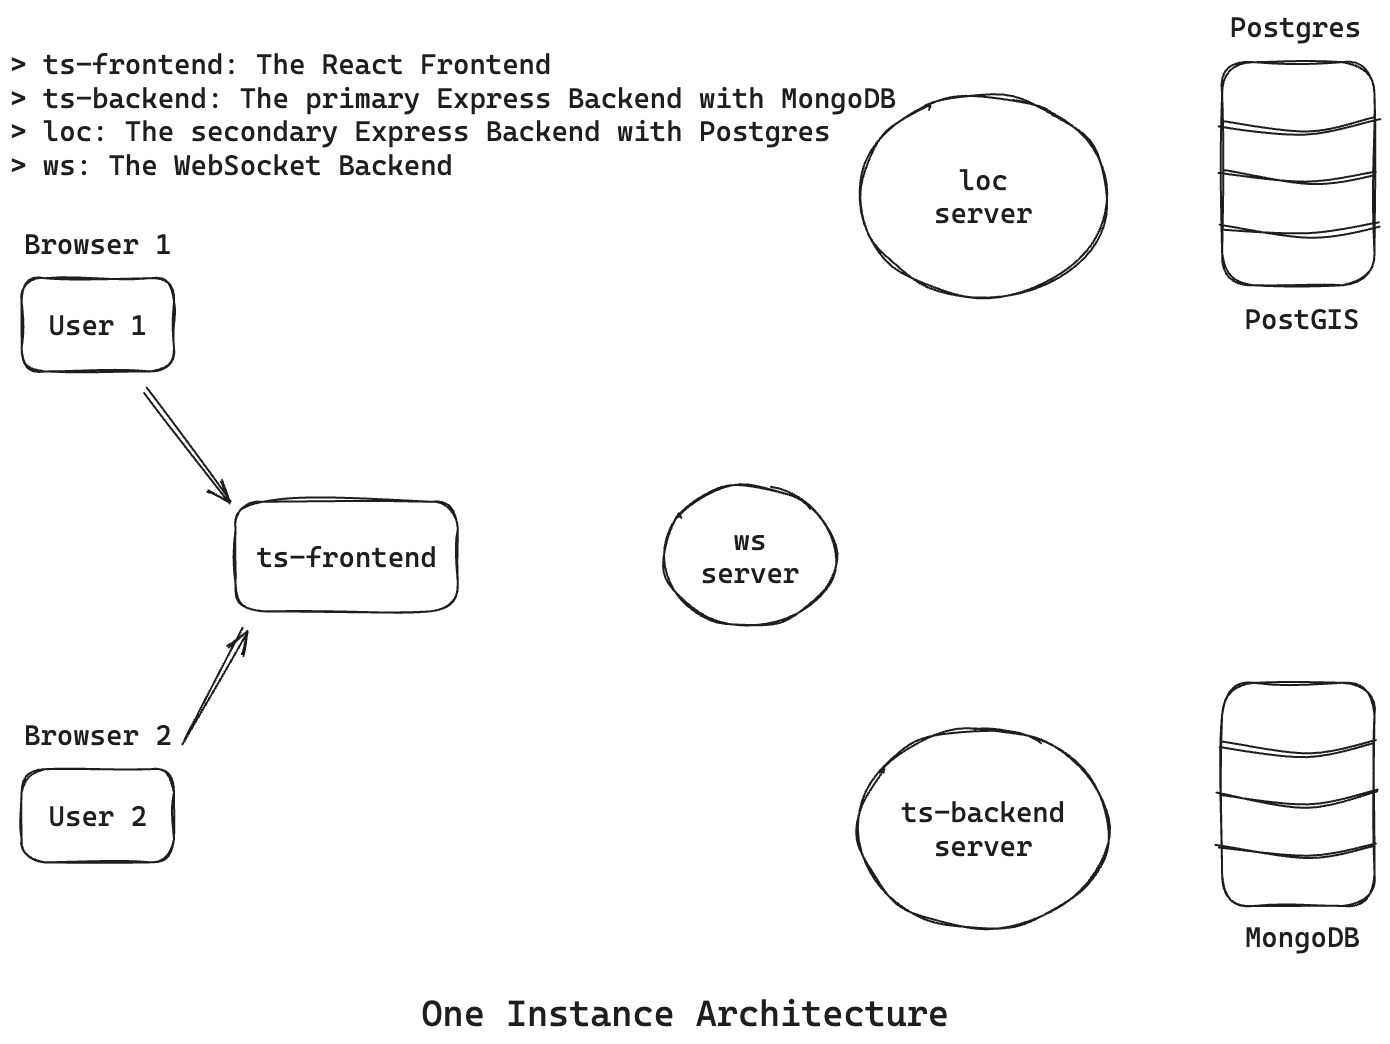 Postgres
> ts-frontend: The React Frontend
> ts-backend: The primary Express Backend with MongoDB
> loc: The secondary Express Backend with Postgres
> ws: The WebSocket Backend
loc
server
Browser 1
User 1
PostGIS
ts-frontend
ws
server
Browser 2
User 2
ts-backend
server
MongoDB
One Instance Architecture